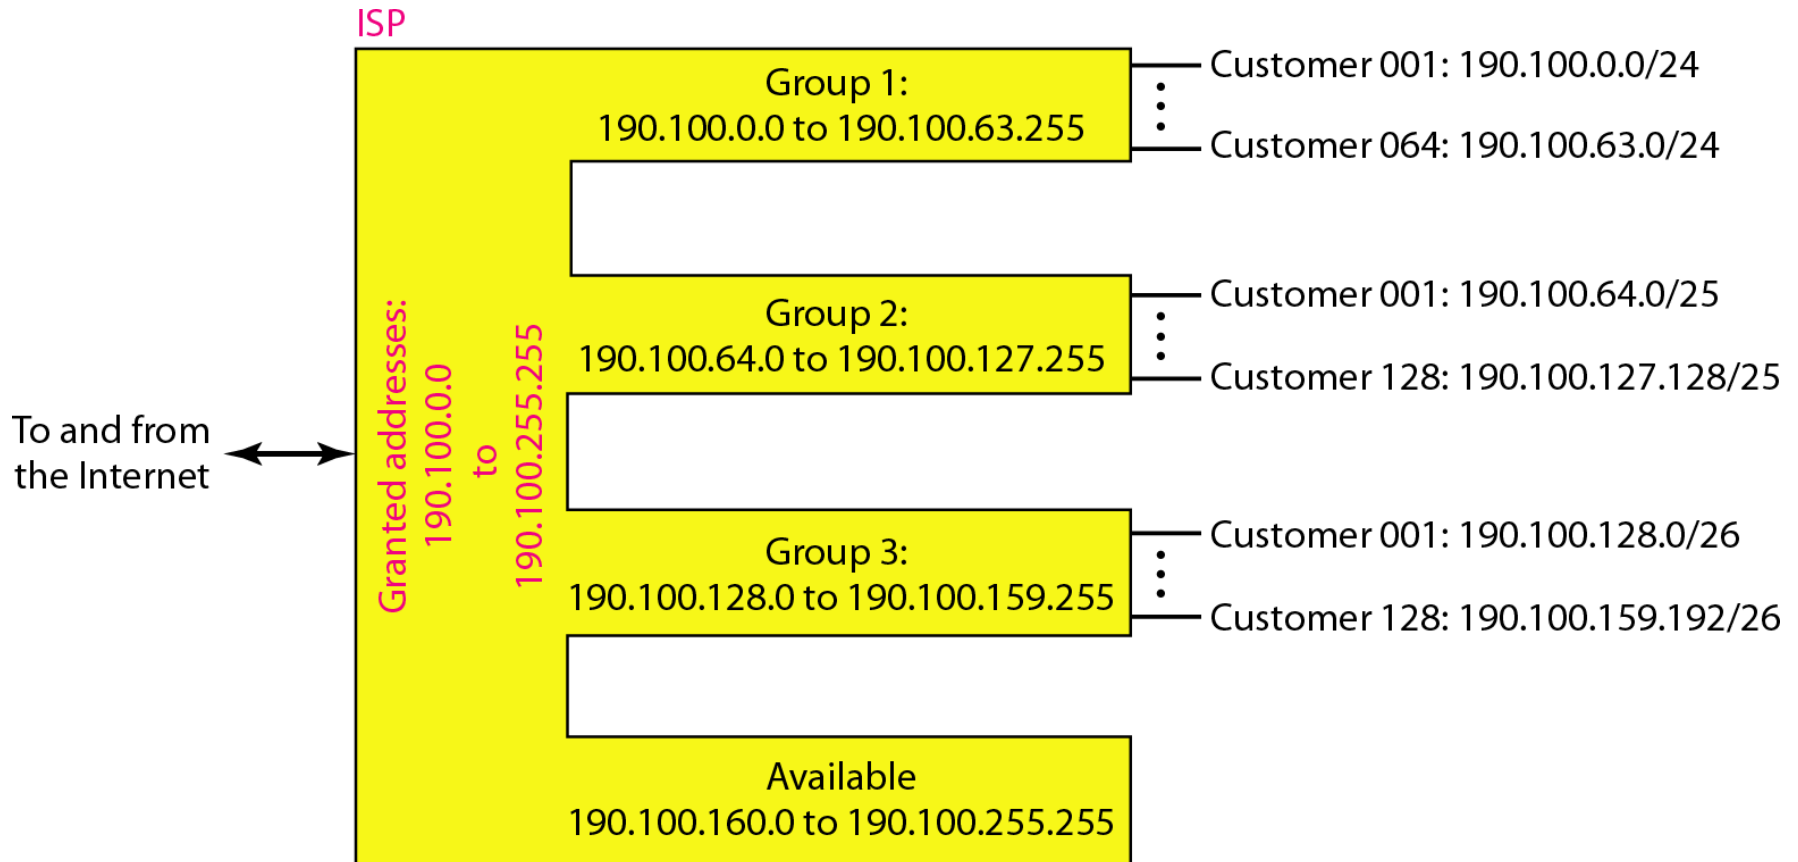 ISP
Group 1:
190.100.0.0 to 190.100.63.255
Customer 001: 190.100.0.0/24
Customer 064: 190.100.63.0/24
Group 2:
190.100.64.0 to 190.100.127.255
Customer 001: 190.100.64.0/25
Customer 128: 190.100.127.128/25
To and from
the Internet
Granted addresses:
190.100.0.0
to
190.100.255.255
Group 3:
190.100.128.0 to 190.100.159.255
Customer 001: 190.100.128.0/26
Customer 128: 190.100.159.192/26
Available
190.100.160.0 to 190.100.255.255